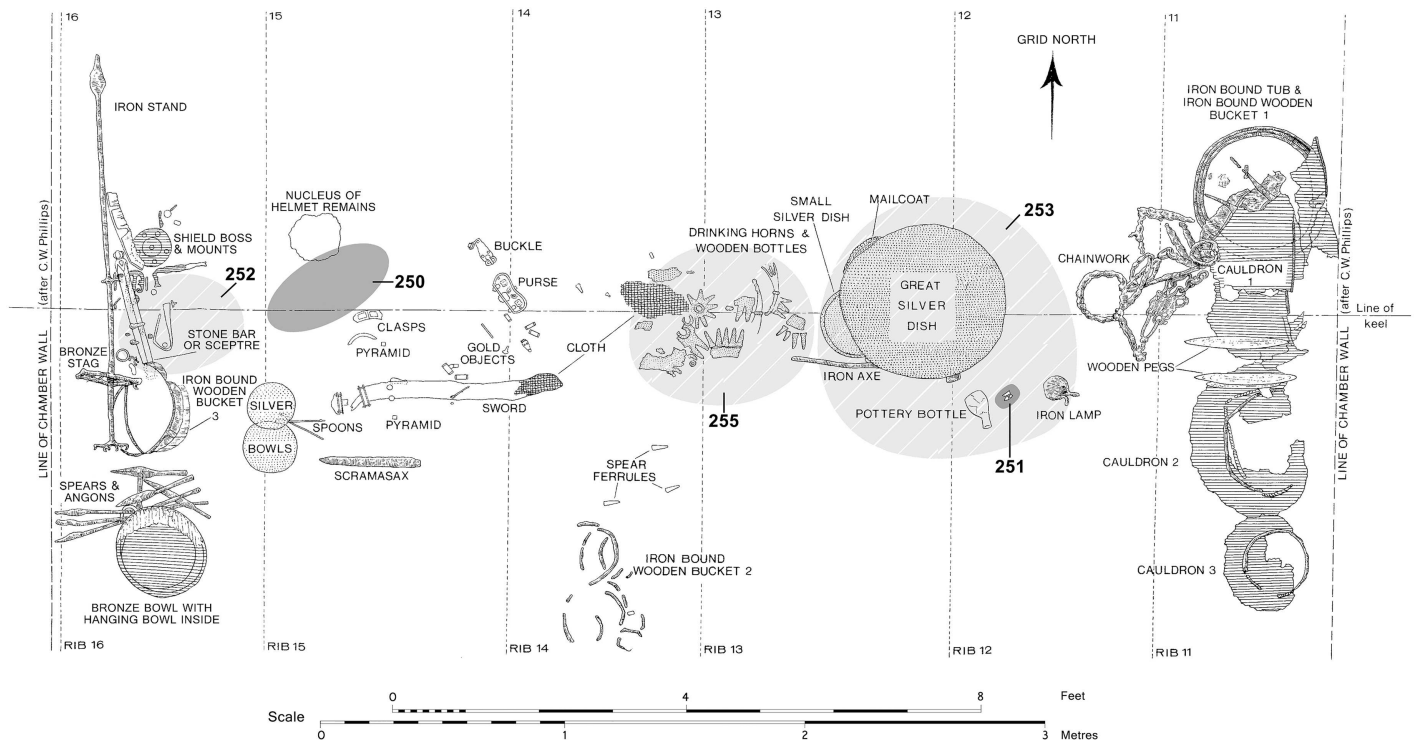 16
15
14
13
12
11
GRID NORTH
IRON STAND
IRON BOUND TUB &
IRON BOUND WOODEN
BUCKET 1
(after C.W. Phillips)
LINE OF CHAMBER WALL
NUCLEUS OF
HELMET REMAINS
SHIELD BOSS
& MOUNTS
252
250
BUCKLE
PURSE
SMALL
SILVER DISH
MAILCOAT
DRINKING HORNS &
WOODEN BOTTLES
253
CHAINWORK
CAULDRON
1
GREAT
SILVER
DISH
(after C.W. Phillips)
LINE OF CHAMBER WALL
Line of
keel
STONE BAR
OR SCEPTRE
CLASPS
PYRAMID
GOLD
OBJECTS
CLOTH
BRONZE
STAG
IRON BOUND
WOODEN
BUCKET
3
SILVER
BOWLS
SPOONS
PYRAMID
SWORD
255
IRON AXE
POTTERY BOTTLE
251
IRON LAMP
WOODEN PEGS
SCRAMASAX
SPEAR
FERRULES
CAULDRON 2
SPEARS &
ANGONS
IRON BOUND
WOODEN BUCKET 2
CAULDRON 3
BRONZE BOWL WITH
HANGING BOWL INSIDE
RIB 16
RIB 15
RIB 14
RIB 13
RIB 12
RIB 11
0
4
8
Feet
Scale
0
1
2
3
Metres